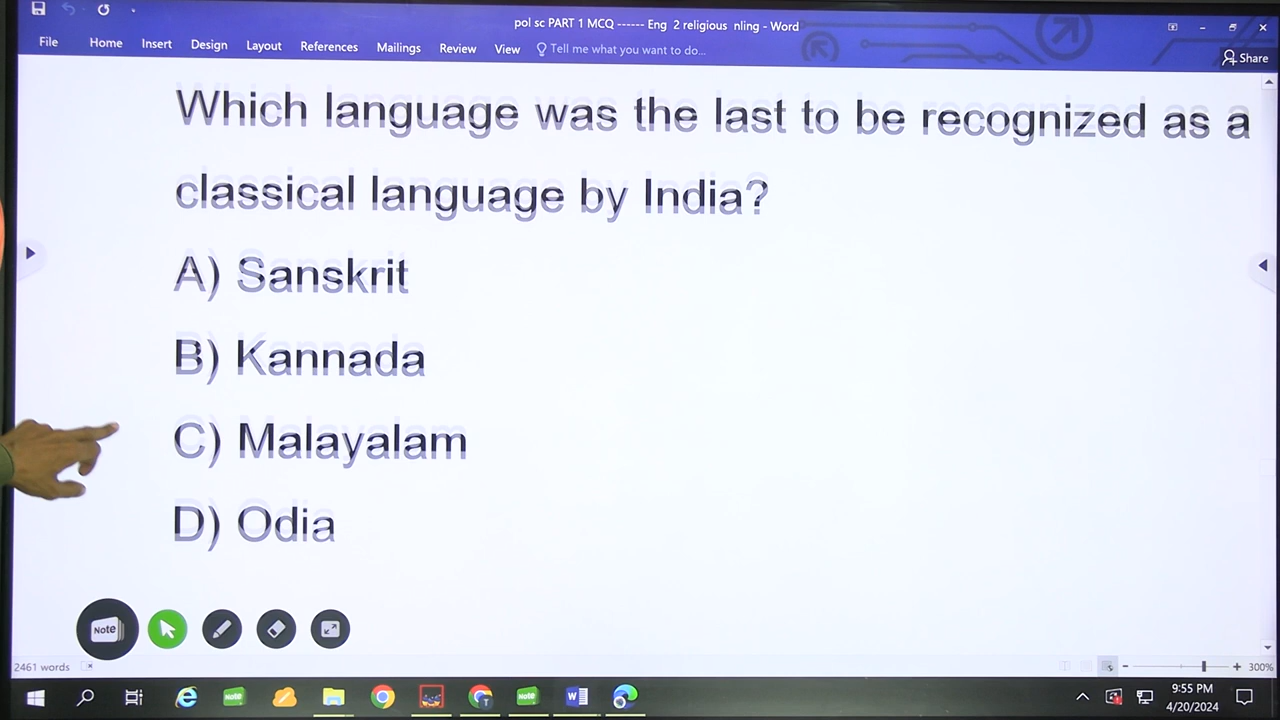 pol sc PART 1 MCQ ------ Eng 2 religious nling - Word
File Home Insert Design Layout References Mailings Review View Tell me what you want to do... Share
Which language was the last to be recognized as a
classical language by India?
A) Sanskrit
B) Kannada
C) Malayalam
D) Odia
Note
2461 words 300%
Note Note T
9:55 PM
4/20/2024